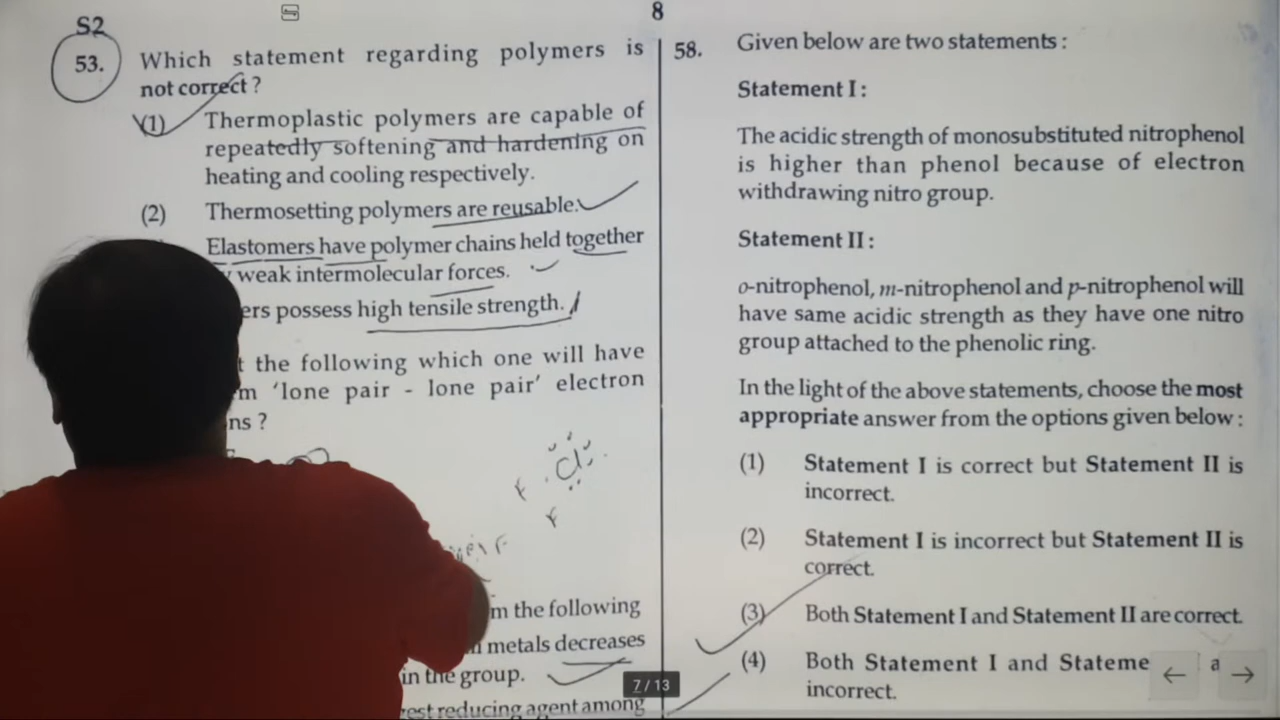 8
S2
53. Which statement regarding polymers is
not correct ?
(1) Thermoplastic polymers are capable of
repeatedly softening and hardening on
heating and cooling respectively.
(2) Thermosetting polymers are reusable.
Elastomers have polymer chains held together
weak intermolecular forces.
possess high tensile strength.
the following which one will have
'lone pair - lone pair' electron
?
Cl
F
F
the following
metals decreases
in the group.
reducing agent among
58. Given below are two statements :
Statement I :
The acidic strength of monosubstituted nitrophenol
is higher than phenol because of electron
withdrawing nitro group.
Statement II :
o-nitrophenol, m-nitrophenol and p-nitrophenol will
have same acidic strength as they have one nitro
group attached to the phenolic ring.
In the light of the above statements, choose the most
appropriate answer from the options given below :
(1) Statement I is correct but Statement II is
incorrect.
(2) Statement I is incorrect but Statement II is
correct.
(3) Both Statement I and Statement II are correct.
(4) Both Statement I and
incorrect.
7 / 13